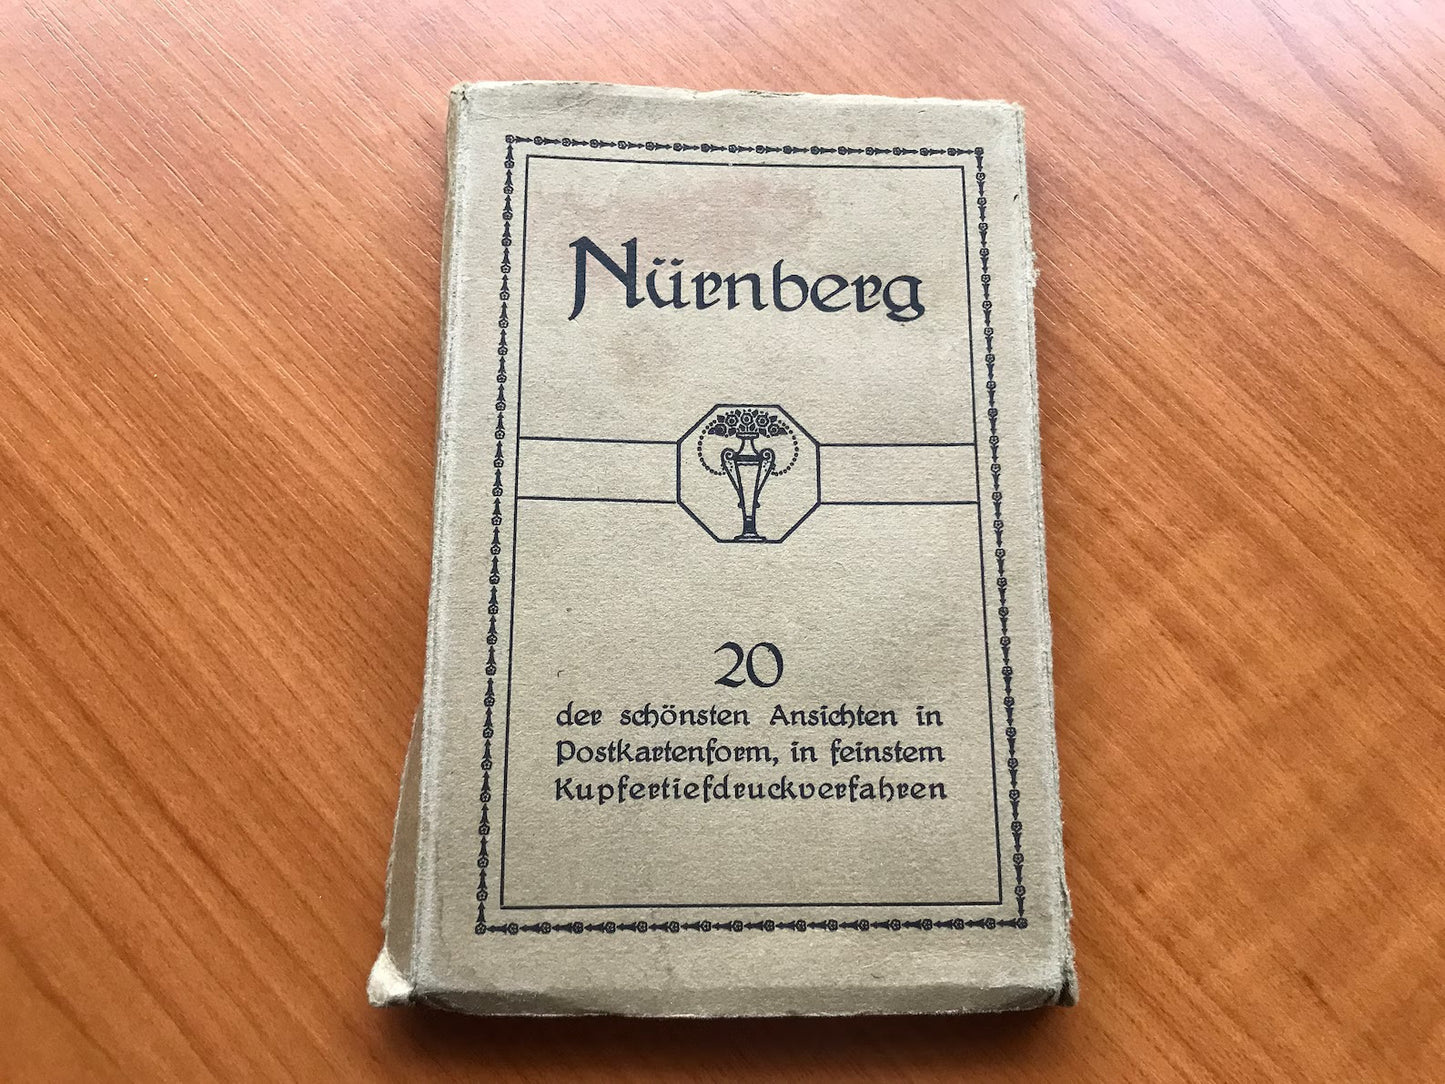 Nürnberg
20
der schönsten Ansichten in
Postkartenform, in feinstem
Kupfertiefdruckverfahren